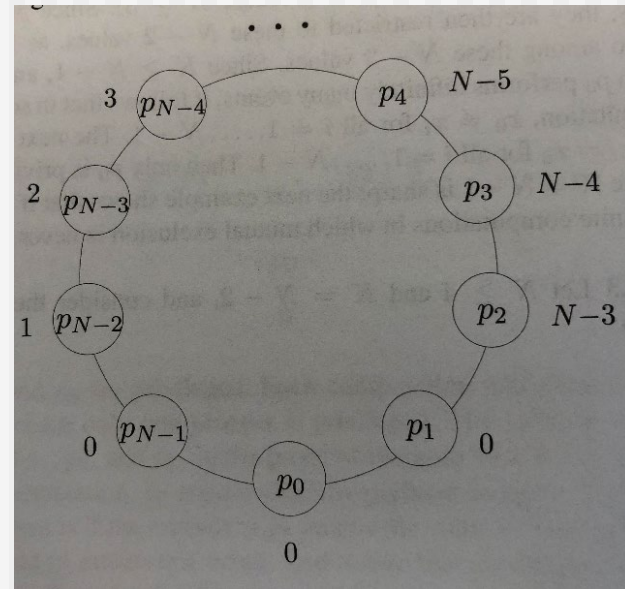 ...
3 p_{N-4} p_4 N-5
2 p_{N-3} p_3 N-4
1 p_{N-2} p_2 N-3
0 p_{N-1} p_1 0
p_0
0